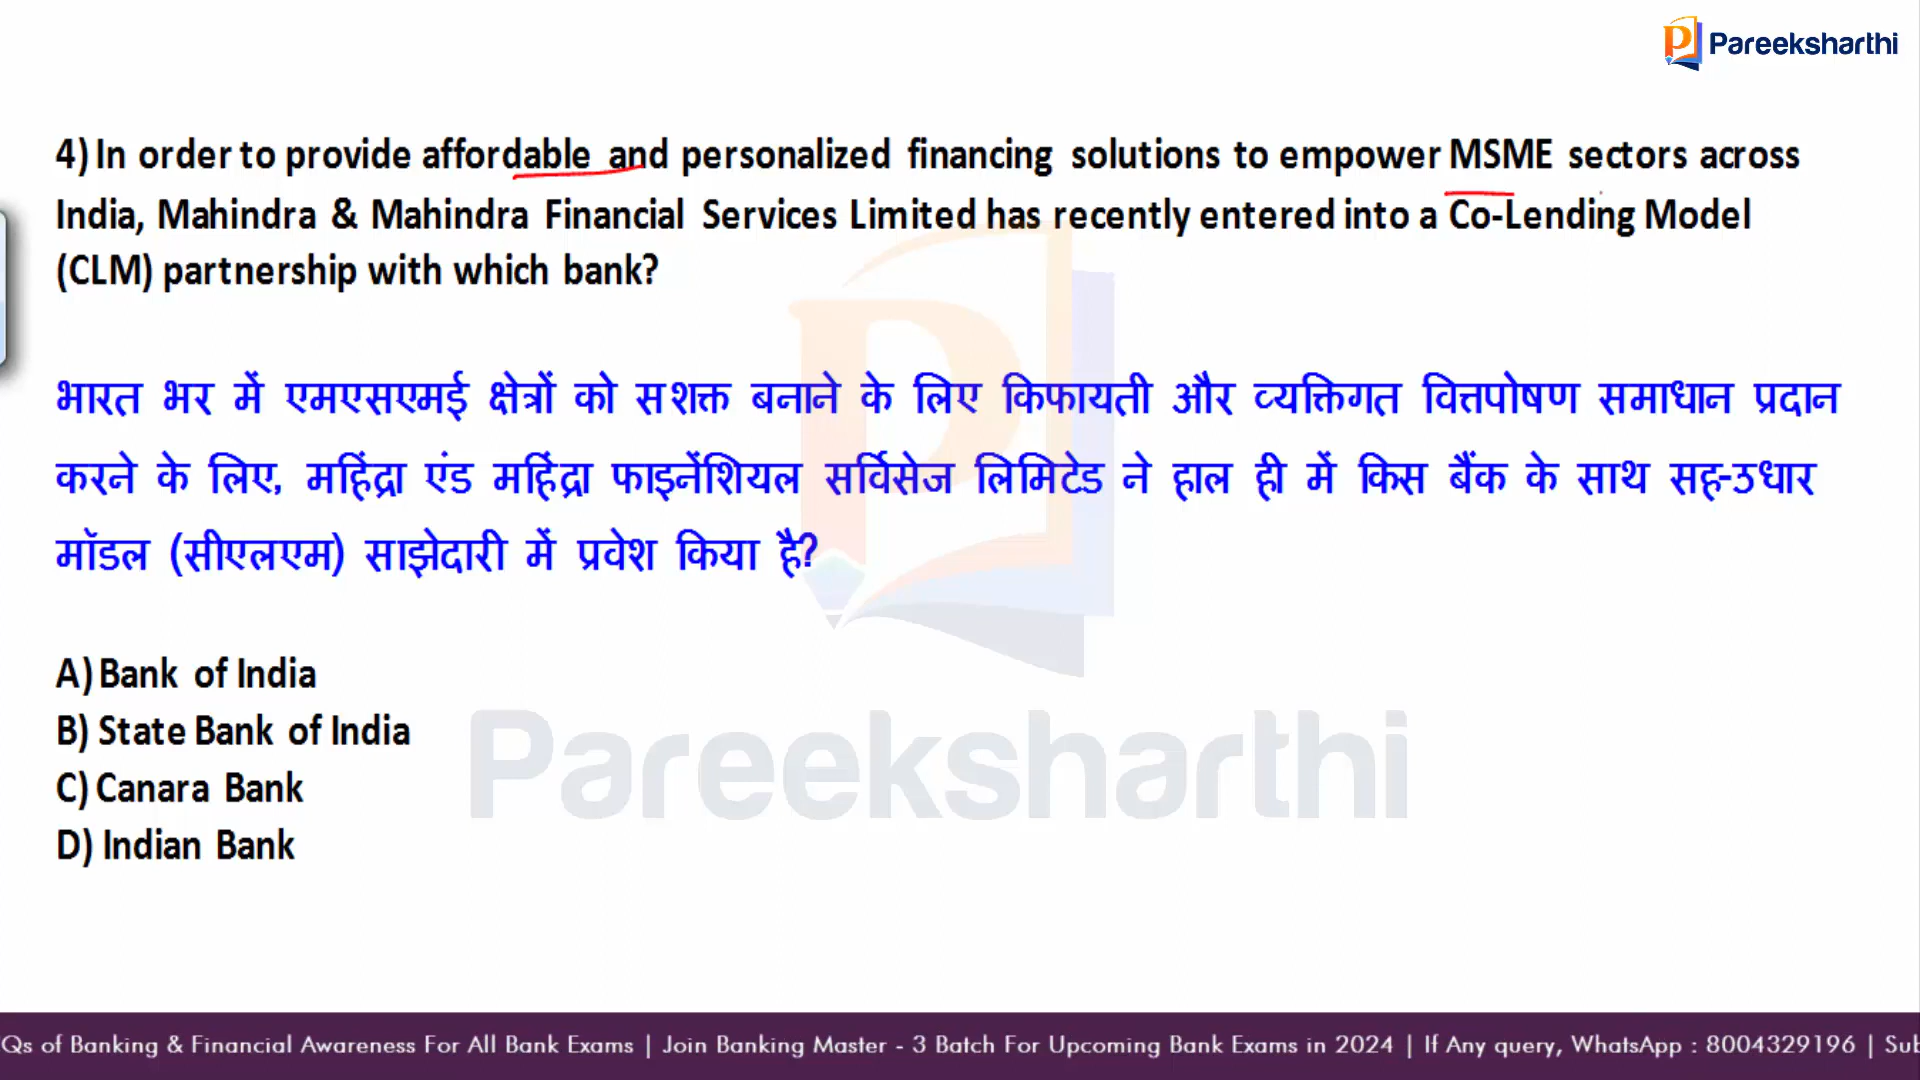 Pareeksharthi
4) In order to provide affordable and personalized financing solutions to empower MSME sectors across
India, Mahindra & Mahindra Financial Services Limited has recently entered into a Co-Lending Model
(CLM) partnership with which bank?
भारत भर में एमएसएमई क्षेत्रों को सशक्त बनाने के लिए किफायती और व्यक्तिगत वित्तपोषण समाधान प्रदान
करने के लिए, महिंद्रा एंड महिंद्रा फाइनेंशियल सर्विसेज लिमिटेड ने हाल ही में किस बैंक के साथ सह-उधार
मॉडल (सीएलएम) साझेदारी में प्रवेश किया है?
A) Bank of India
B) State Bank of India
Pareeksharthi
C) Canara Bank
D) Indian Bank
Qs of Banking & Financial Awareness For All Bank Exams | Join Banking Master - 3 Batch For Upcoming Bank Exams in 2024 | If Any query, WhatsApp : 8004329196 | Sub